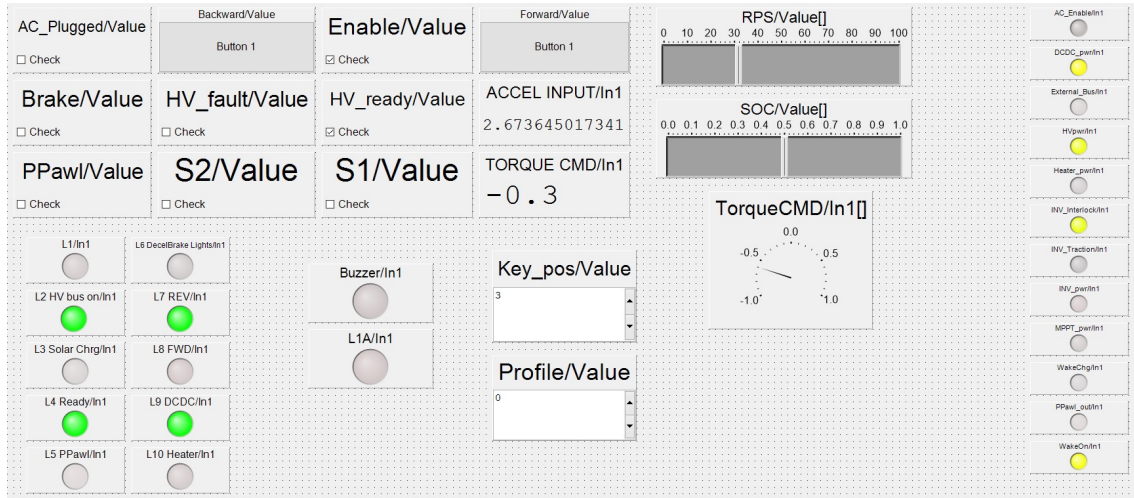 AC_Plugged/Value
Check
Backward/Value
Button 1
Enable/Value
Check
Forward/Value
Button 1
Brake/Value
Check
HV_fault/Value
Check
HV_ready/Value
Check
ACCEL INPUT/In1
2.673645017341
PPawl/Value
Check
S2/Value
Check
S1/Value
Check
TORQUE CMD/In1
-0.3
RPS/Value[]
0 10 20 30 40 50 60 70 80 90 100
SOC/Value[]
0.0 0.1 0.2 0.3 0.4 0.5 0.6 0.7 0.8 0.9 1.0
TorqueCMD/In1[]
0.0
-0.5 0.5
-1.0 1.0
L1/In1
L6 DecelBrake Lights/In1
L2 HV bus on/In1
L7 REV/In1
L3 Solar Chrg/In1
L8 FWD/In1
L4 Ready/In1
L9 DCDC/In1
L5 PPawl/In1
L10 Heater/In1
Buzzer/In1
L1A/In1
Key_pos/Value
3
Profile/Value
0
AC_Enable/In1
DCDC_pwr/In1
External_Bus/In1
HVpwr/In1
Heater_pwr/In1
INV_Interlock/In1
INV_Traction/In1
INV_pwr/In1
MPPT_pwr/In1
WakeChg/In1
PPawl_out/In1
WakeOn/In1